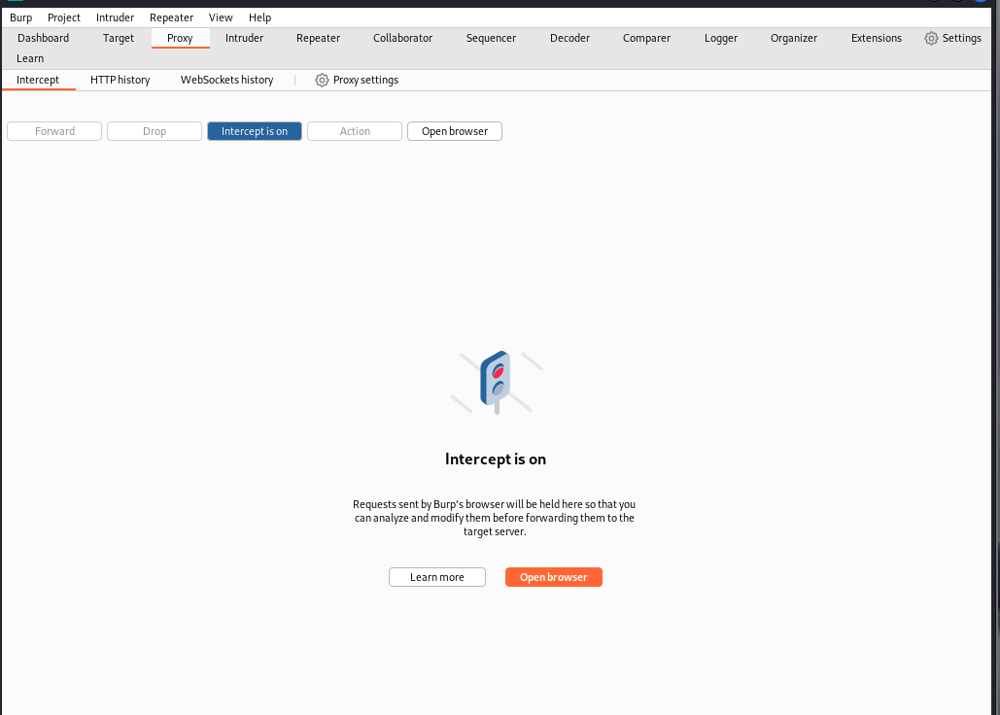 Burp Project Intruder Repeater View Help
Dashboard Target Proxy Intruder Repeater Collaborator Sequencer Decoder Comparer Logger Organizer Extensions Settings
Learn
Intercept HTTP history WebSockets history Proxy settings
Forward Drop Intercept is on Action Open browser
Intercept is on
Requests sent by Burp's browser will be held here so that you
can analyze and modify them before forwarding them to the
target server.
Learn more Open browser